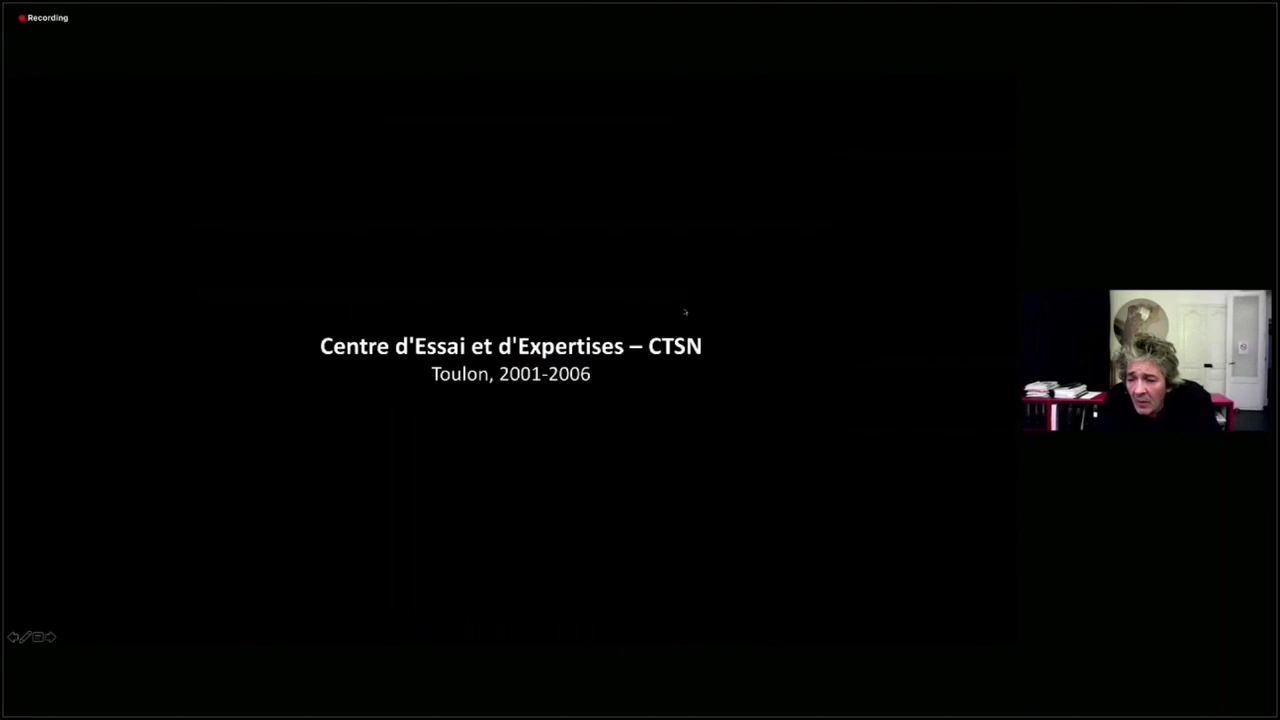 Recording
Centre d'Essai et d'Expertises – CTSN
Toulon, 2001-2006